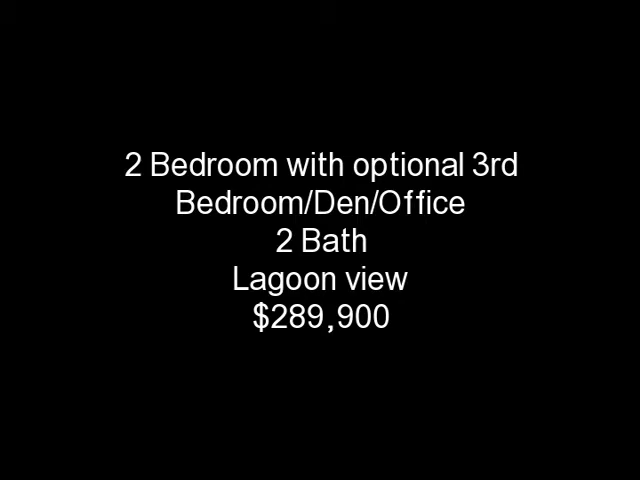 2 Bedroom with optional 3rd
Bedroom/Den/Office
2 Bath
Lagoon view
$289,900